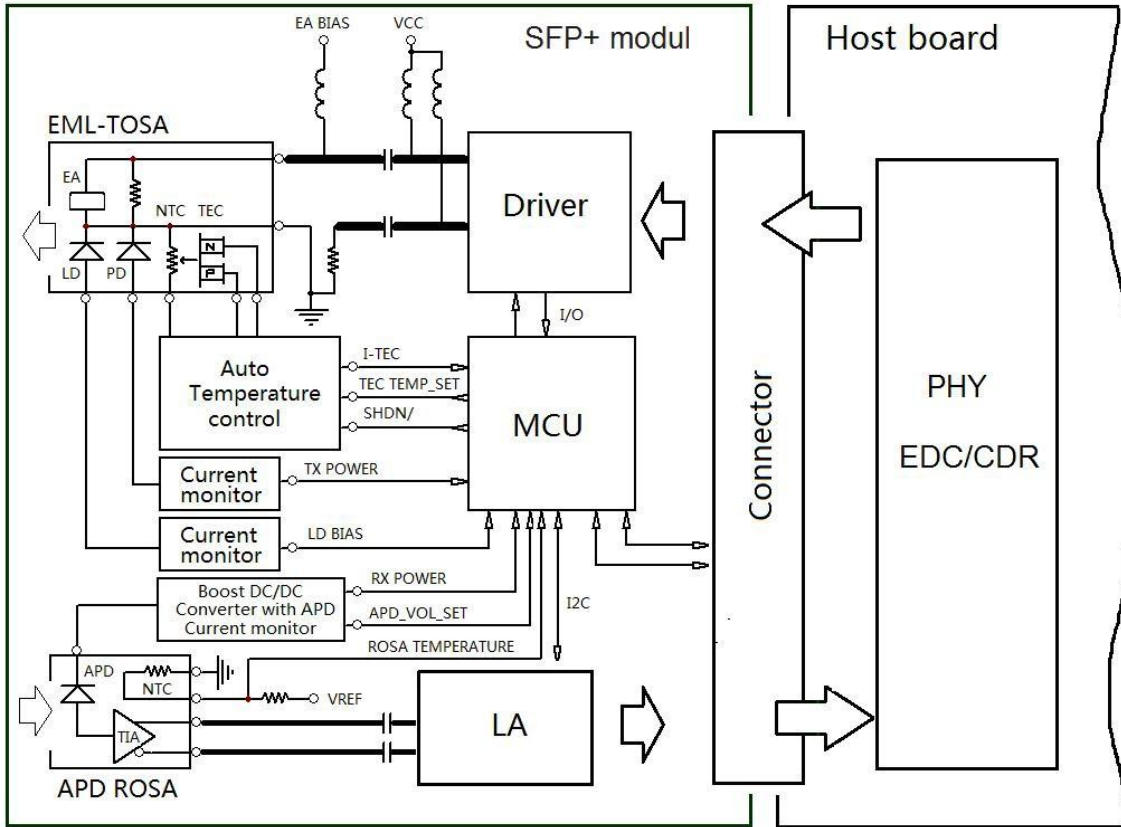 EA BIAS
VCC
SFP+ modul
Host board
EML-TOSA
EA
NTC TEC
N
P
LD
PD
Driver
I/O
Auto
Temperature
control
I-TEC
TEC TEMP_SET
SHDN/
MCU
Connector
PHY
EDC/CDR
Current
monitor
TX POWER
Current
monitor
LD BIAS
Boost DC/DC
Converter with APD
Current monitor
RX POWER
APD_VOL_SET
I2C
ROSA TEMPERATURE
APD
NTC
VREF
TIA
LA
APD ROSA